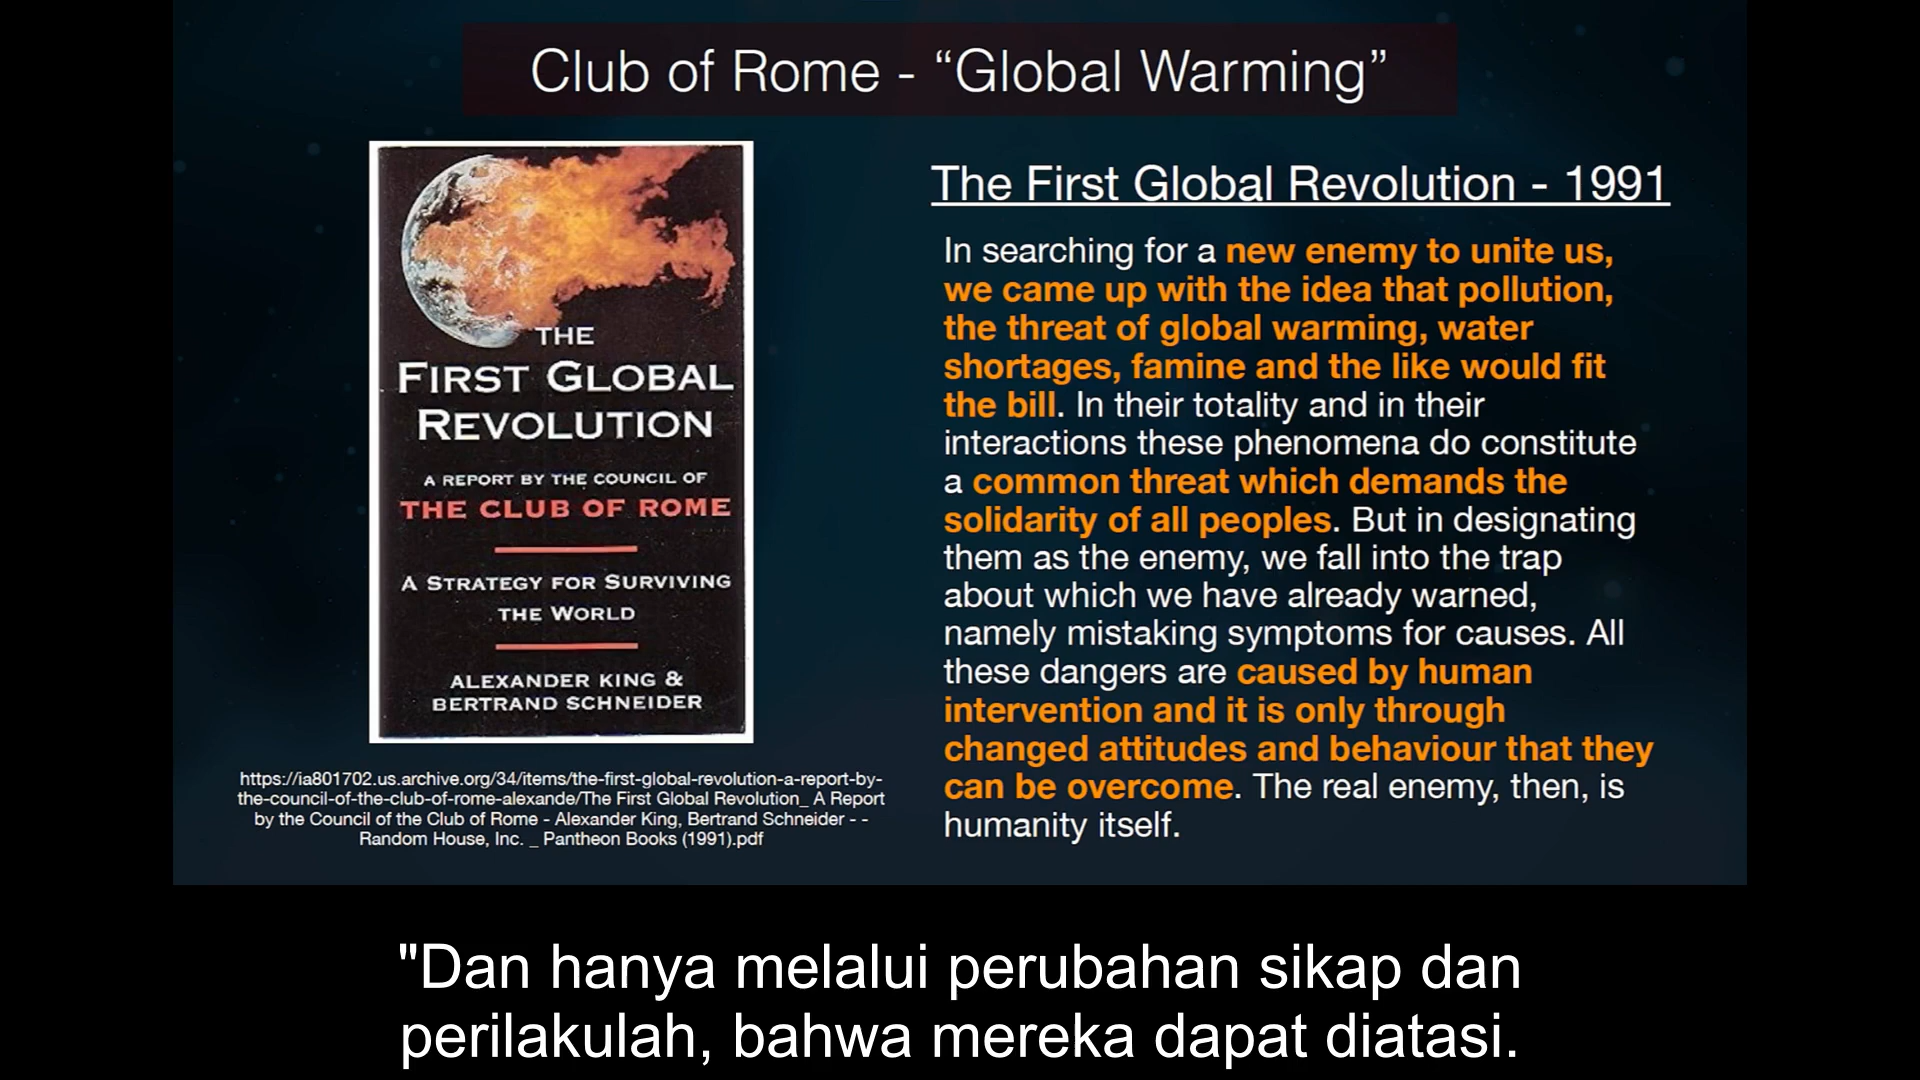 Club of Rome - “Global Warming”
THE
FIRST GLOBAL
REVOLUTION
A REPORT BY THE COUNCIL OF
THE CLUB OF ROME
A STRATEGY FOR SURVIVING
THE WORLD
ALEXANDER KING &
BERTRAND SCHNEIDER
https://ia801702.us.archive.org/34/items/the-first-global-revolution-a-report-by-
the-council-of-the-club-of-rome-alexande/The First Global Revolution_ A Report
by the Council of the Club of Rome - Alexander King, Bertrand Schneider - -
Random House, Inc. _ Pantheon Books (1991).pdf
The First Global Revolution - 1991
In searching for a new enemy to unite us,
we came up with the idea that pollution,
the threat of global warming, water
shortages, famine and the like would fit
the bill. In their totality and in their
interactions these phenomena do constitute
a common threat which demands the
solidarity of all peoples. But in designating
them as the enemy, we fall into the trap
about which we have already warned,
namely mistaking symptoms for causes. All
these dangers are caused by human
intervention and it is only through
changed attitudes and behaviour that they
can be overcome. The real enemy, then, is
humanity itself.
"Dan hanya melalui perubahan sikap dan
perilakulah, bahwa mereka dapat diatasi.